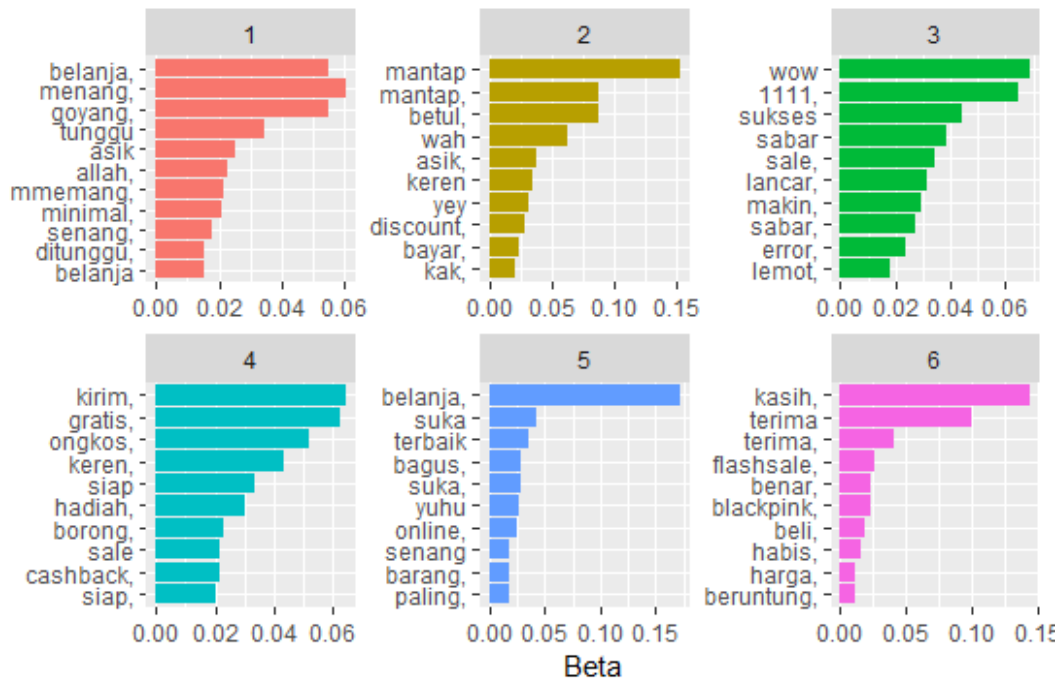 1
belanja,
menang,
goyang,
tunggu
asik
allah,
mmemang,
minimal,
senang,
ditunggu,
belanja
0.00 0.02 0.04 0.06
2
mantap
mantap,
betul,
wah
asik,
keren
yey
discount,
bayar,
kak,
0.00 0.05 0.10 0.15
3
wow
1111,
sukses
sabar
sale,
lancar,
makin,
sabar,
error,
lemot,
0.00 0.02 0.04 0.06
4
kirim,
gratis,
ongkos,
keren,
siap
hadiah,
borong,
sale
cashback,
siap,
0.00 0.02 0.04 0.06
5
belanja,
suka
terbaik
bagus,
suka,
yuhu
online,
senang
barang,
paling,
0.00 0.05 0.10 0.15
6
kasih,
terima
terima,
flashsale,
benar,
blackpink,
beli,
habis,
harga,
beruntung,
0.00 0.05 0.10 0.15
Beta